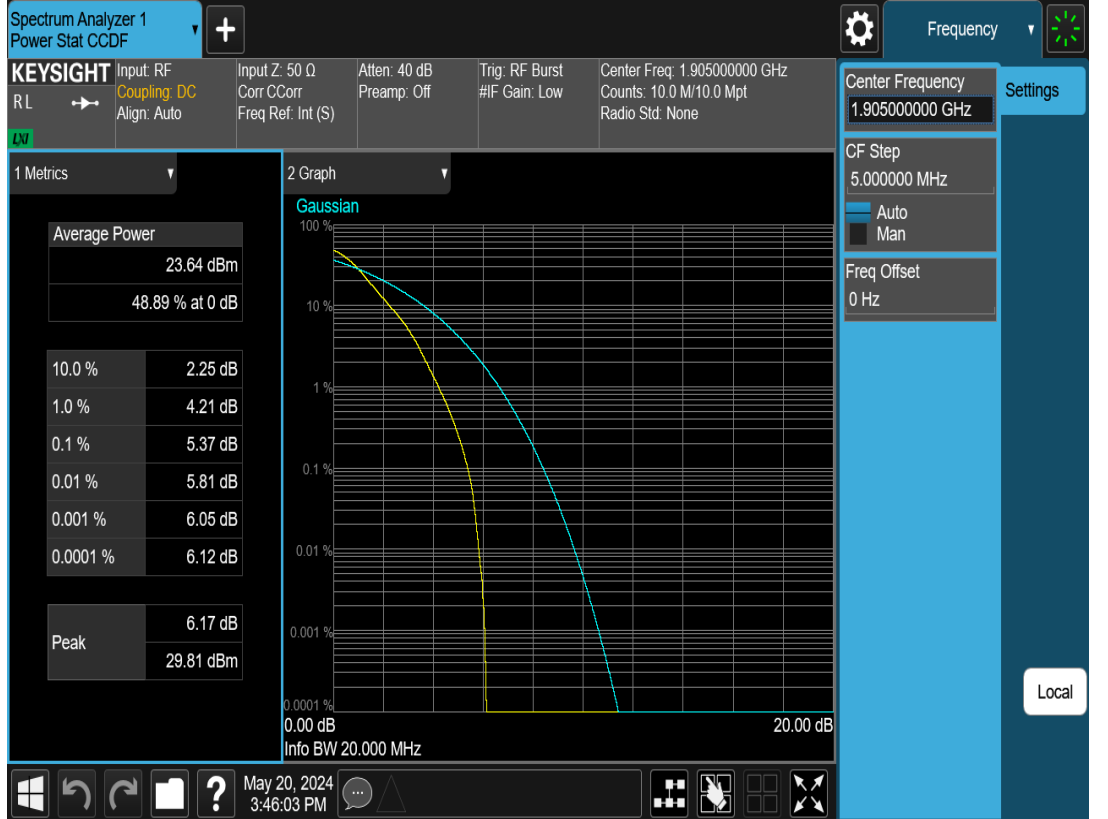 Spectrum Analyzer 1
Power Stat CCDF
+
Frequency
KEYSIGHT
RL
LXI
Input: RF
Coupling: DC
Align: Auto
Input Z: 50 Ω
Corr CCorr
Freq Ref: Int (S)
Atten: 40 dB
Preamp: Off
Trig: RF Burst
#IF Gain: Low
Center Freq: 1.905000000 GHz
Counts: 10.0 M/10.0 Mpt
Radio Std: None
Center Frequency
1.905000000 GHz
Settings
CF Step
5.000000 MHz
Auto
Man
Freq Offset
0 Hz
Local
1 Metrics
Average Power
23.64 dBm
48.89 % at 0 dB
10.0 % 2.25 dB
1.0 % 4.21 dB
0.1 % 5.37 dB
0.01 % 5.81 dB
0.001 % 6.05 dB
0.0001 % 6.12 dB
Peak
6.17 dB
29.81 dBm
2 Graph
Gaussian
100 %
10 %
1 %
0.1 %
0.01 %
0.001 %
0.0001 %
0.00 dB 20.00 dB
Info BW 20.000 MHz
?
May 20, 2024
3:46:03 PM